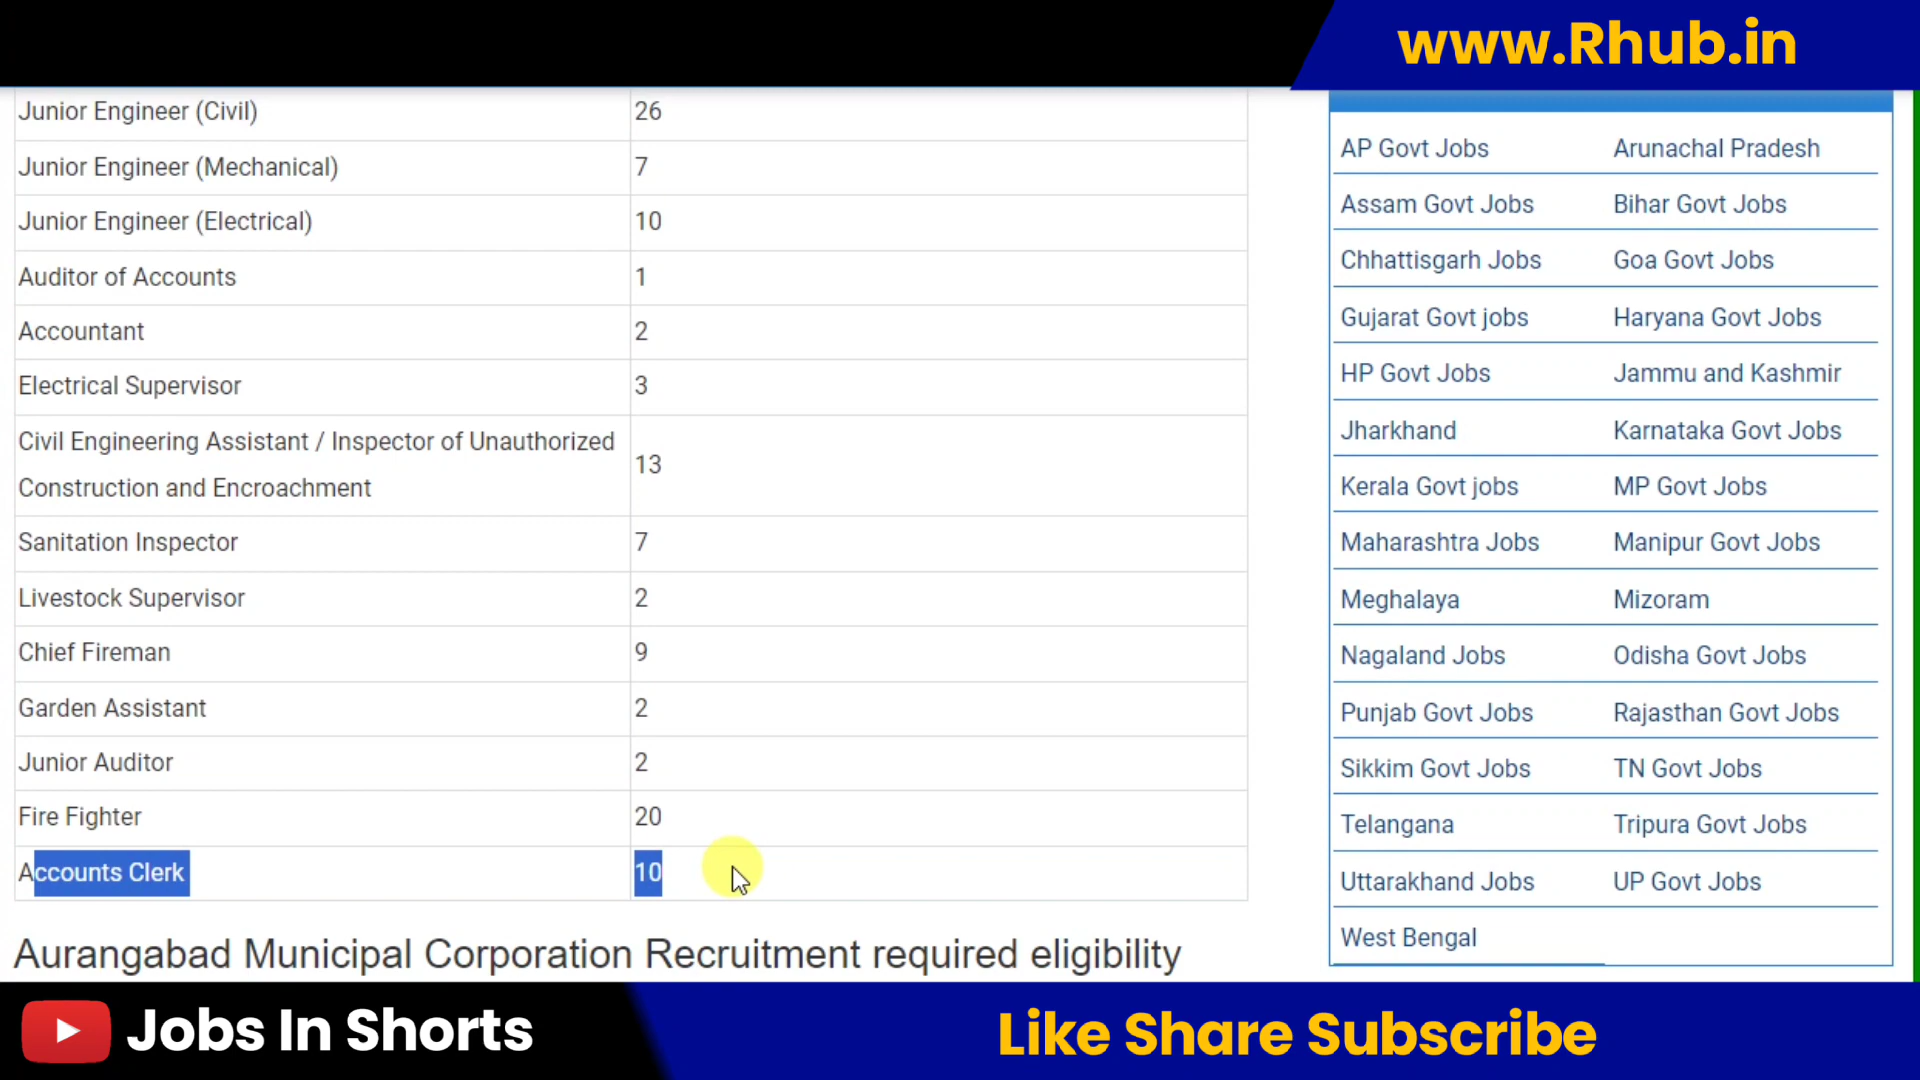 www.Rhub.in
Junior Engineer (Civil) 26
Junior Engineer (Mechanical) 7
Junior Engineer (Electrical) 10
Auditor of Accounts 1
Accountant 2
Electrical Supervisor 3
Civil Engineering Assistant / Inspector of Unauthorized
Construction and Encroachment 13
Sanitation Inspector 7
Livestock Supervisor 2
Chief Fireman 9
Garden Assistant 2
Junior Auditor 2
Fire Fighter 20
Accounts Clerk 10
Aurangabad Municipal Corporation Recruitment required eligibility
AP Govt Jobs Arunachal Pradesh
Assam Govt Jobs Bihar Govt Jobs
Chhattisgarh Jobs Goa Govt Jobs
Gujarat Govt jobs Haryana Govt Jobs
HP Govt Jobs Jammu and Kashmir
Jharkhand Karnataka Govt Jobs
Kerala Govt jobs MP Govt Jobs
Maharashtra Jobs Manipur Govt Jobs
Meghalaya Mizoram
Nagaland Jobs Odisha Govt Jobs
Punjab Govt Jobs Rajasthan Govt Jobs
Sikkim Govt Jobs TN Govt Jobs
Telangana Tripura Govt Jobs
Uttarakhand Jobs UP Govt Jobs
West Bengal
Jobs In Shorts
Like Share Subscribe